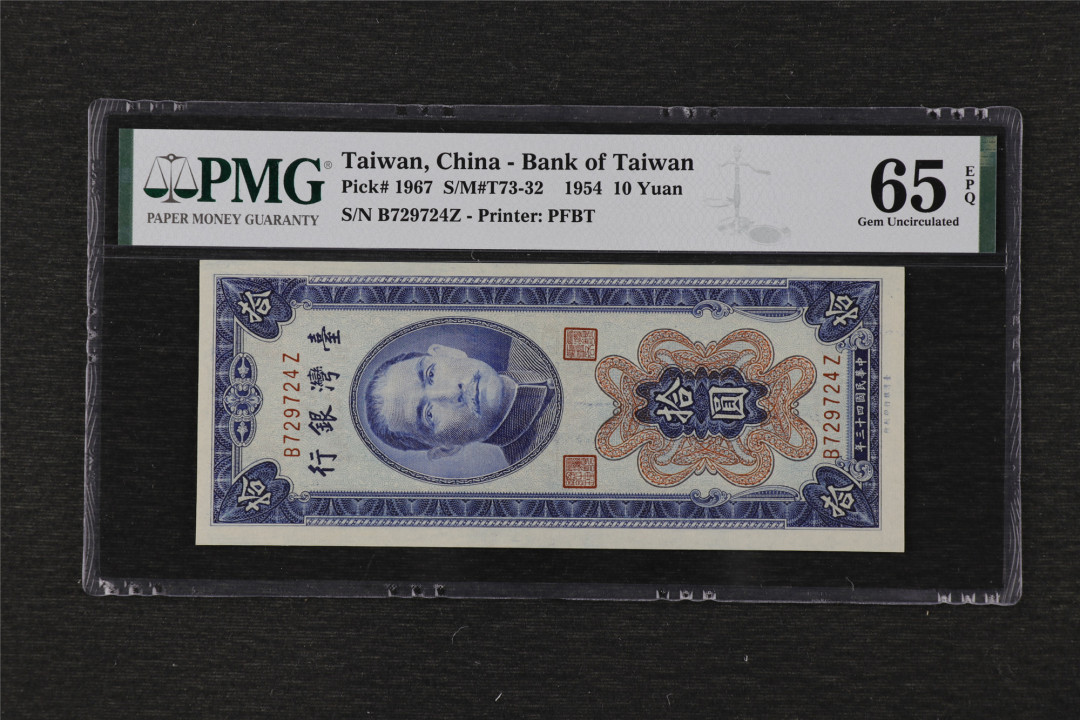 PMG®
PAPER MONEY GUARANTY
Taiwan, China - Bank of Taiwan
Pick# 1967 S/M#T73-32 1954 10 Yuan
S/N B729724Z - Printer: PFBT
65
EPQ
Gem Uncirculated
拾
拾
臺灣銀行
B729724Z
拾圓
B729724Z
中華民國四十三年
拾
拾